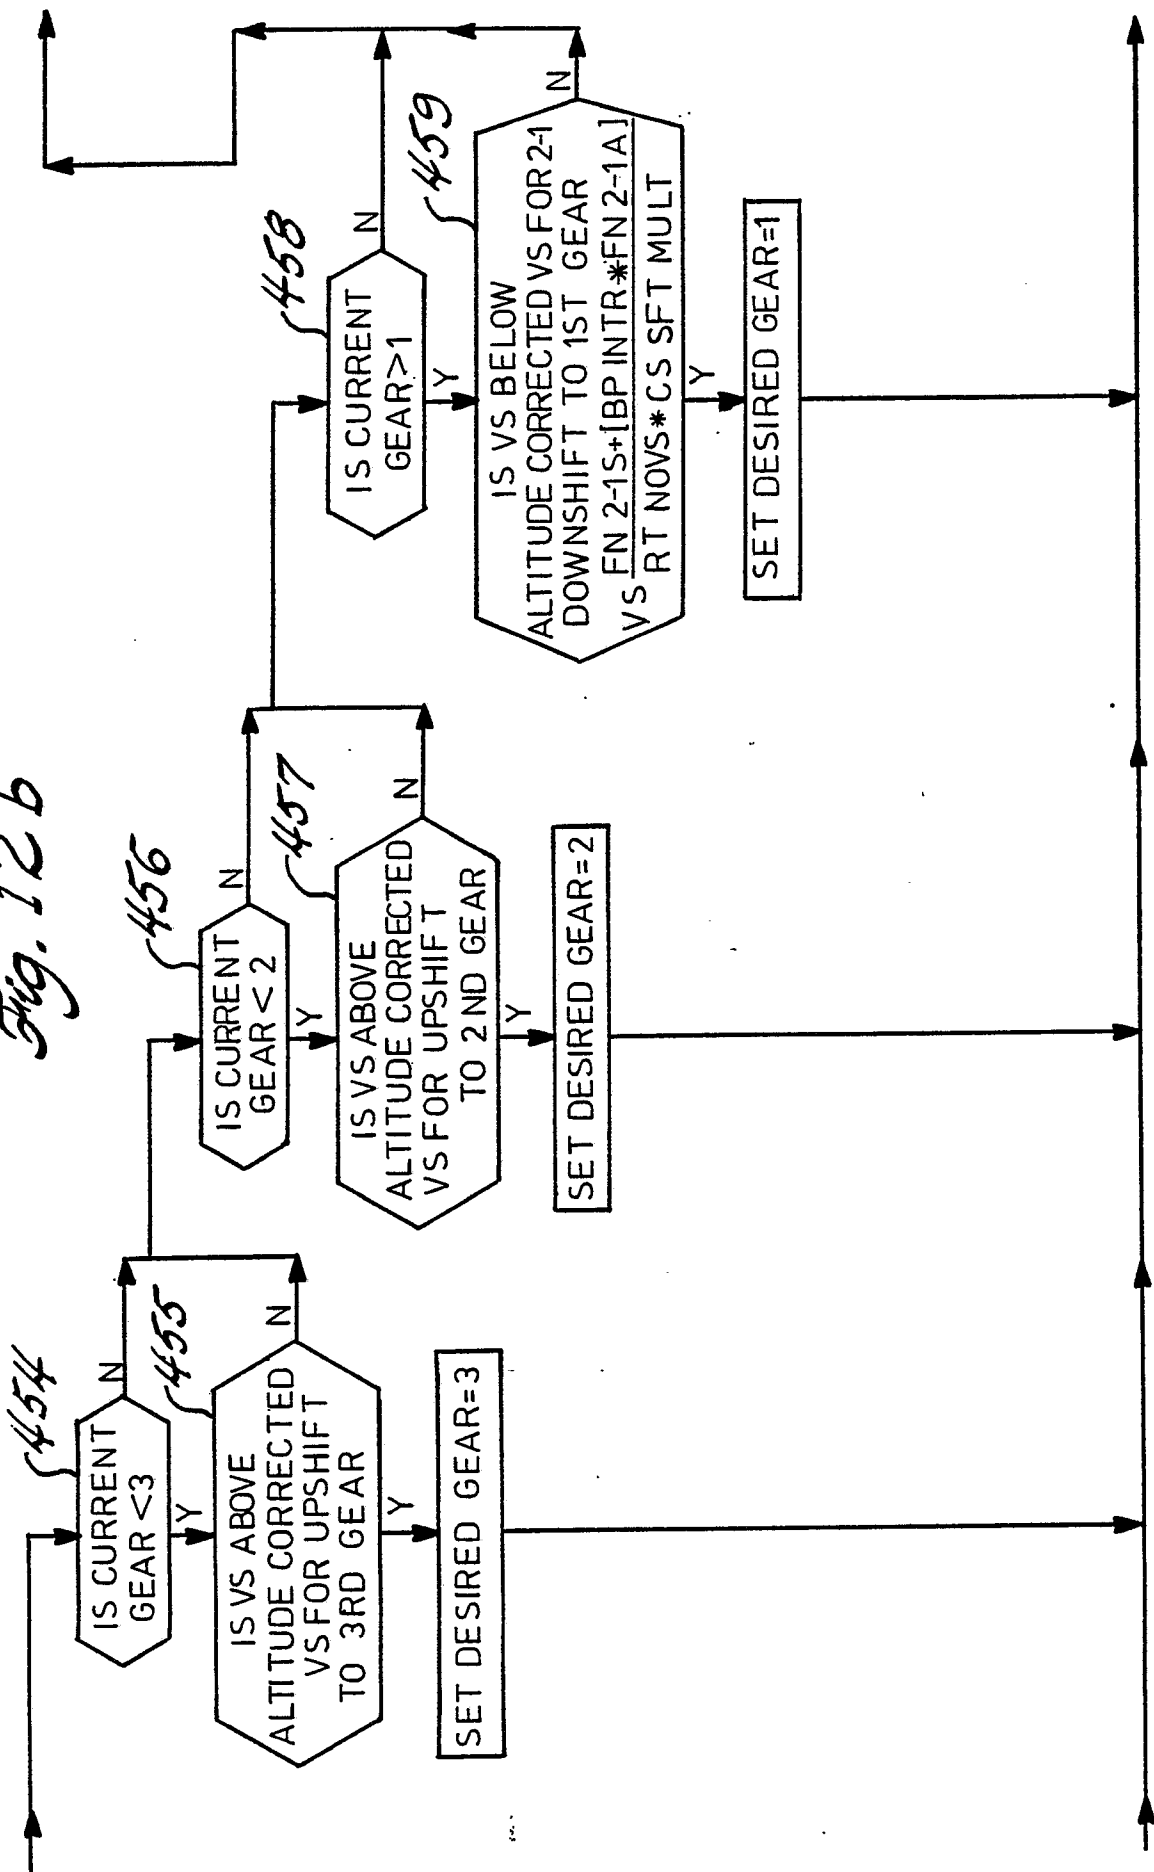 Fig. 12b
454
IS CURRENT
GEAR <3
N
Y
455
IS VS ABOVE
ALTITUDE CORRECTED
VS FOR UPSHIFT
TO 3RD GEAR
N
Y
SET DESIRED GEAR=3
456
IS CURRENT
GEAR <2
N
Y
457
IS VS ABOVE
ALTITUDE CORRECTED
VS FOR UPSHIFT
TO 2ND GEAR
N
Y
SET DESIRED GEAR=2
458
IS CURRENT
GEAR>1
N
Y
459
IS VS BELOW
ALTITUDE CORRECTED VS FOR 2-1
DOWNSHIFT TO 1ST GEAR
VS FN 2-1S+[BP INTR*FN 2-1A]
RT NOVS*CS SFT MULT
N
Y
SET DESIRED GEAR=1